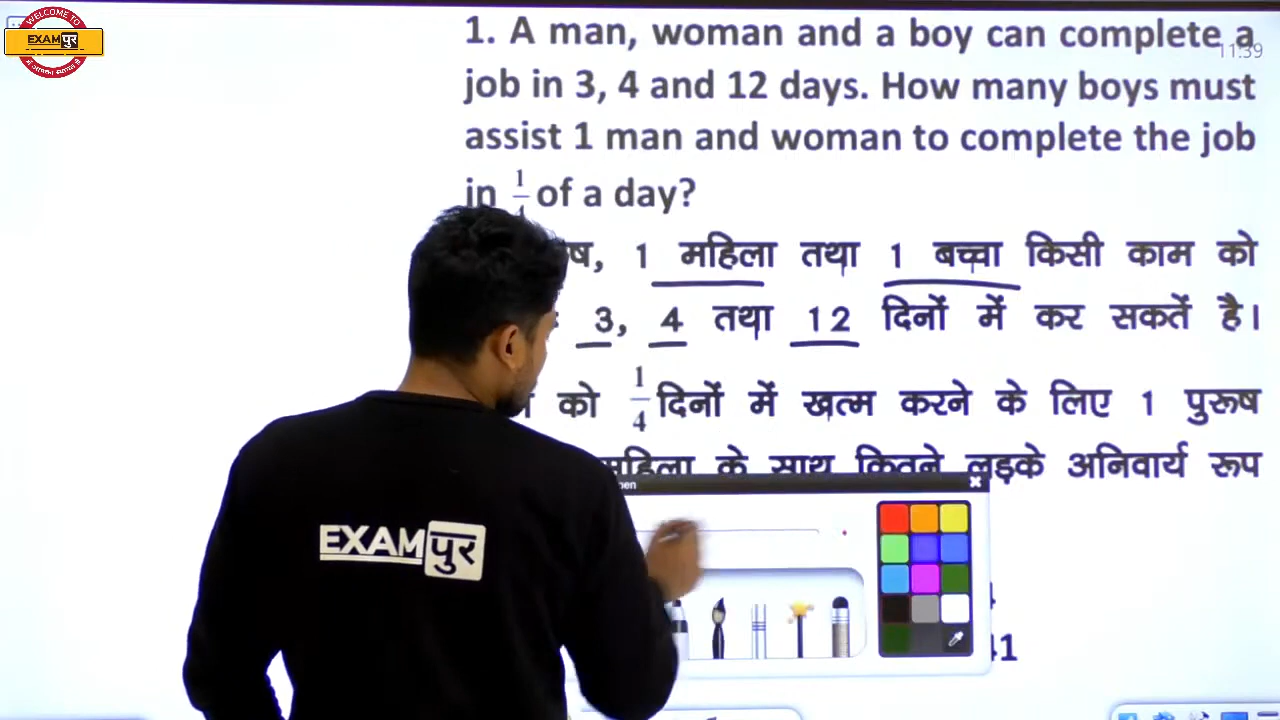 WELCOME TO
EXAMपुर
1. A man, woman and a boy can complete a
11:39
job in 3, 4 and 12 days. How many boys must
assist 1 man and woman to complete the job
in 1/4 of a day?
1 महिला तथा 1 बच्चा किसी काम को
3, 4 तथा 12 दिनों में कर सकतें है।
को 1/4 दिनों में खत्म करने के लिए 1 पुरूष
महिला के साथ कितने लड़के अनिवार्य रूप
EXAMपुर
41